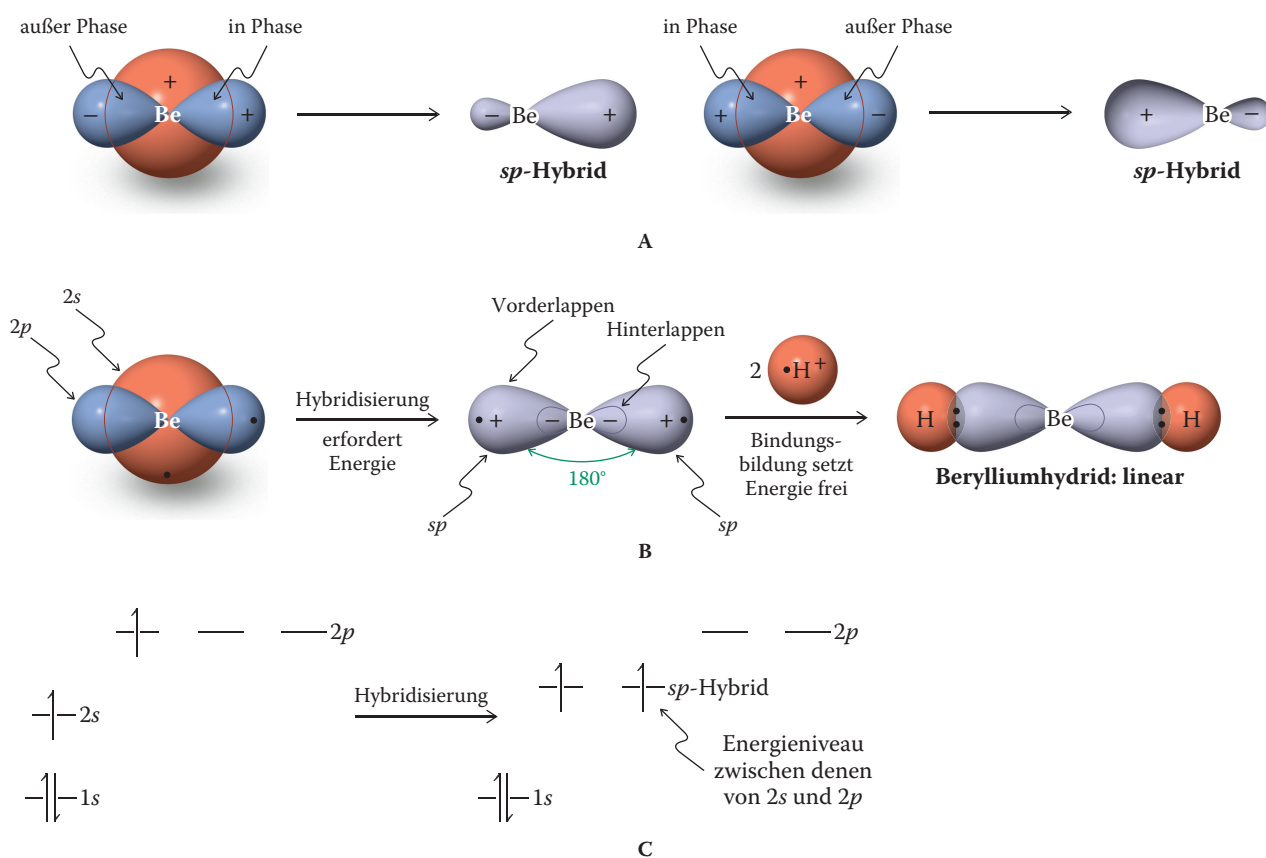 außer Phase
in Phase
in Phase
außer Phase
+
−
Be
+
−
Be
+
+
+
Be
−
+
Be
−
sp-Hybrid
sp-Hybrid
A
2s
2p
Vorderlappen
Hinterlappen
Be
Hybridisierung
erfordert
Energie
+
−
Be
−
+
180°
sp
sp
2
H+
Bindungs-
bildung setzt
Energie frei
H
Be
H
Berylliumhydrid: linear
B
2p
2p
2s
Hybridisierung
sp-Hybrid
Energieniveau
zwischen denen
von 2s und 2p
1s
1s
C